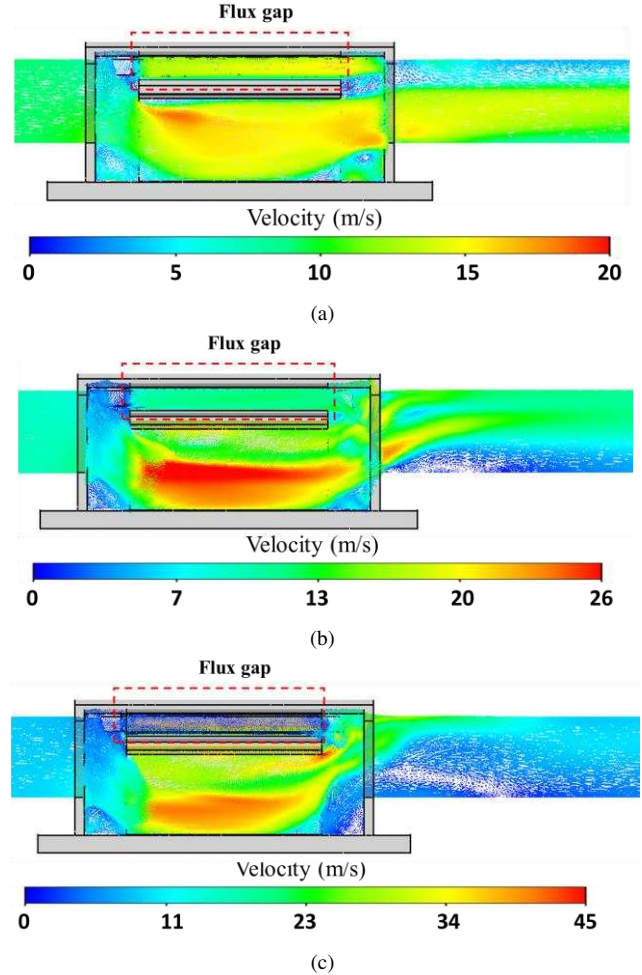 Flux gap
Velocity (m/s)
0 5 10 15 20
(a)
Flux gap
Velocity (m/s)
0 7 13 20 26
(b)
Flux gap
Velocity (m/s)
0 11 23 34 45
(c)